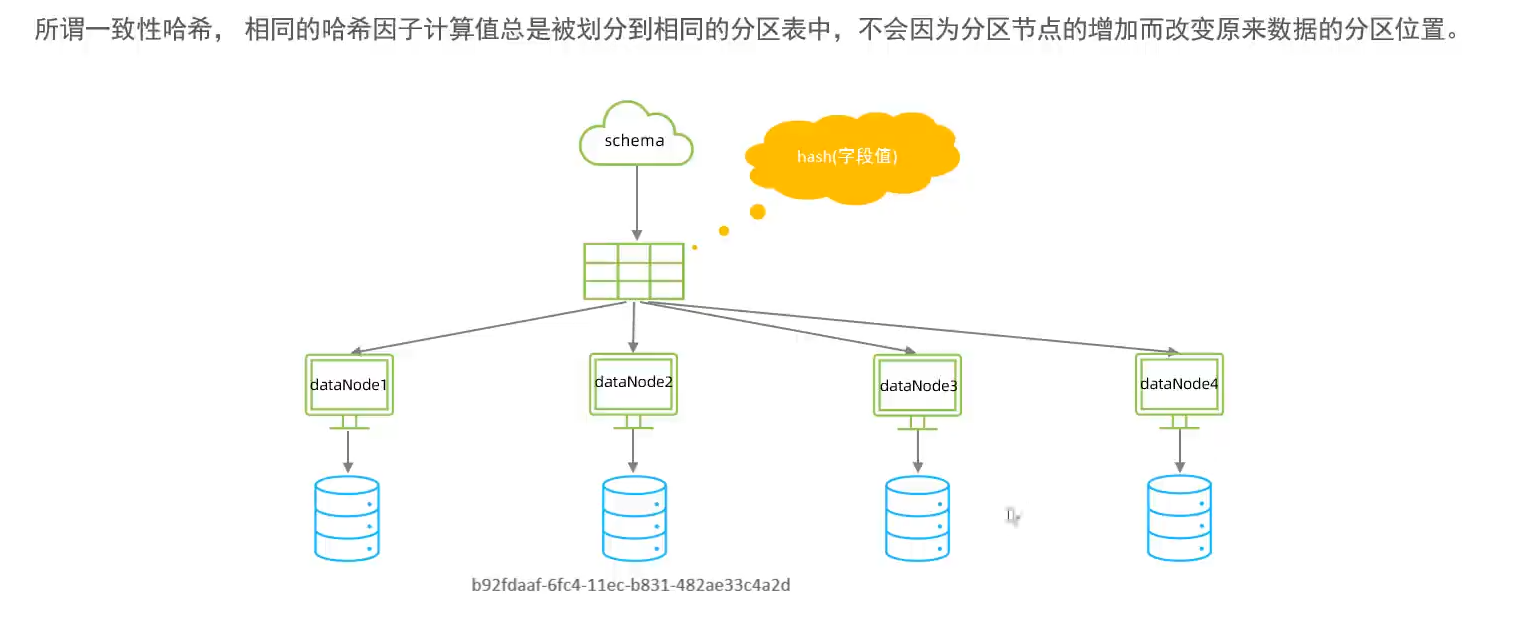 所谓一致性哈希， 相同的哈希因子计算值总是被划分到相同的分区表中，不会因为分区节点的增加而改变原来数据的分区位置。
schema
hash(字段值)
dataNode1
dataNode2
dataNode3
dataNode4
b92fdaaf-6fc4-11ec-b831-482ae33c4a2d